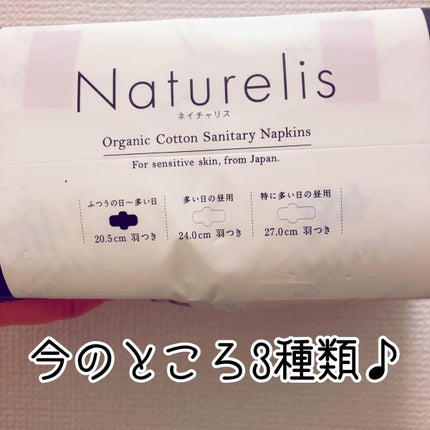 Naturelis
ネイチャリス
Organic Cotton Sanitary Napkins
For sensitive skin, from Japan.
ふつうの日〜多い日
20.5cm 羽つき
多い日の昼用
24.0cm 羽つき
特に多い日の昼用
27.0cm 羽つき
今のところ3種類♪